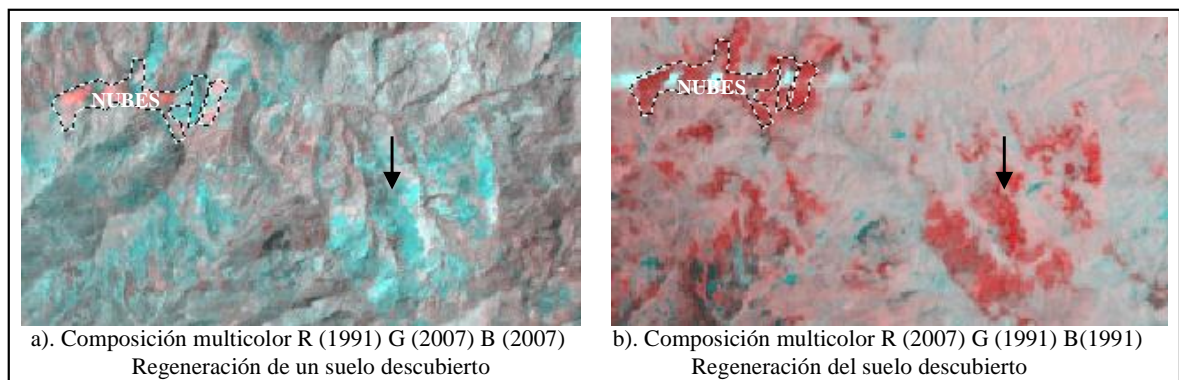 NUBES
NUBES
a). Composición multicolor R (1991) G (2007) B (2007)
Regeneración de un suelo descubierto
b). Composición multicolor R (2007) G (1991) B(1991)
Regeneración del suelo descubierto